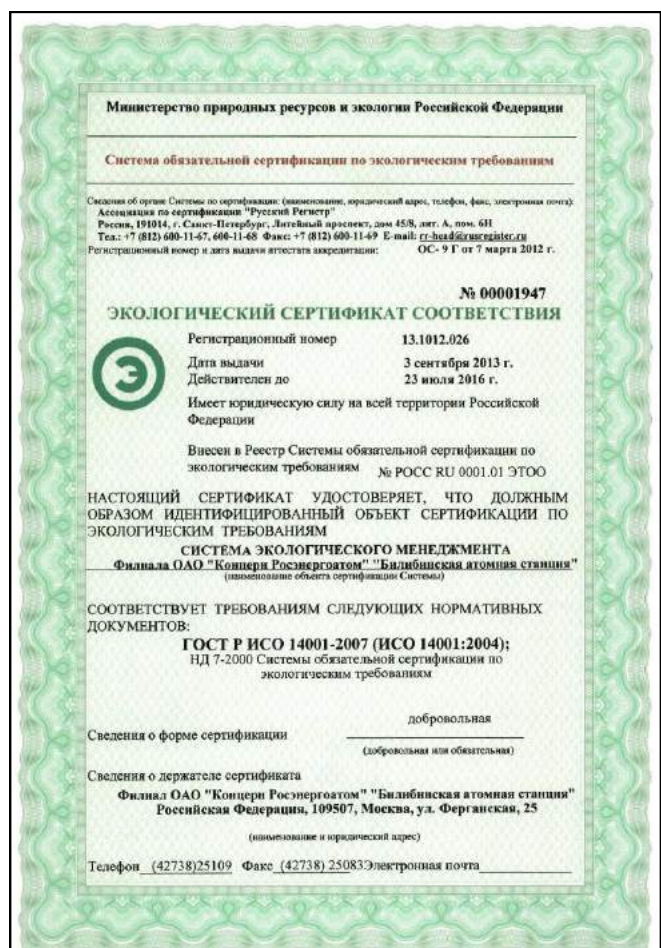 Министерство природных ресурсов и экологии Российской Федерации
Система обязательной сертификации по экологическим требованиям
Сведения об органе Системы по сертификации: (наименование, юридический адрес, телефон, факс, электронная почта):
Ассоциация по сертификации "Русский Регистр"
Россия, 191014, г. Санкт-Петербург, Литейный проспект, дом 45/8, лит. А, пом. 6Н
Тел.: +7 (812) 600-11-67, 600-11-68 Факс: +7 (812) 600-11-69 E-mail: rr-head@rusregister.ru
Регистрационный номер и дата выдачи аттестата аккредитации: ОС- 9 Г от 7 марта 2012 г.
№ 00001947
ЭКОЛОГИЧЕСКИЙ СЕРТИФИКАТ СООТВЕТСТВИЯ
Регистрационный номер 13.1012.026
Дата выдачи 3 сентября 2013 г.
Действителен до 23 июля 2016 г.
Э
Имеет юридическую силу на всей территории Российской
Федерации
Внесен в Реестр Системы обязательной сертификации по
экологическим требованиям № РОСС RU 0001.01 ЭТОО
НАСТОЯЩИЙ СЕРТИФИКАТ УДОСТОВЕРЯЕТ, ЧТО ДОЛЖНЫМ
ОБРАЗОМ ИДЕНТИФИЦИРОВАННЫЙ ОБЪЕКТ СЕРТИФИКАЦИИ ПО
ЭКОЛОГИЧЕСКИМ ТРЕБОВАНИЯМ
СИСТЕМА ЭКОЛОГИЧЕСКОГО МЕНЕДЖМЕНТА
Филиала ОАО "Концерн Росэнергоатом" "Билибинская атомная станция"
(наименование объекта сертификации Системы)
СООТВЕТСТВУЕТ ТРЕБОВАНИЯМ СЛЕДУЮЩИХ НОРМАТИВНЫХ
ДОКУМЕНТОВ:
ГОСТ Р ИСО 14001-2007 (ИСО 14001:2004);
НД 7-2000 Системы обязательной сертификации по
экологическим требованиям
добровольная
Сведения о форме сертификации
(добровольная или обязательная)
Сведения о держателе сертификата
Филиал ОАО "Концерн Росэнергоатом" "Билибинская атомная станция"
Российская Федерация, 109507, Москва, ул. Ферганская, 25
(наименование и юридический адрес)
Телефон (42738)25109 Факс (42738) 25083Электронная почта